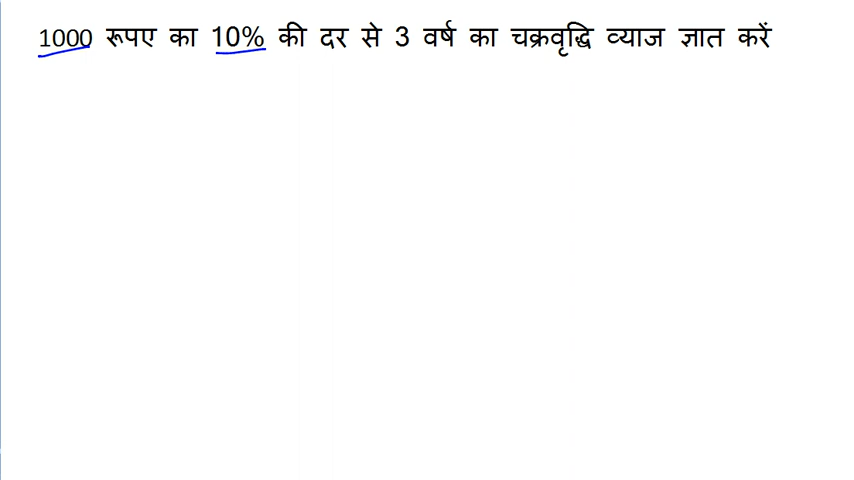 1000 रूपए का 10% की दर से 3 वर्ष का चक्रवृद्धि व्याज ज्ञात करें